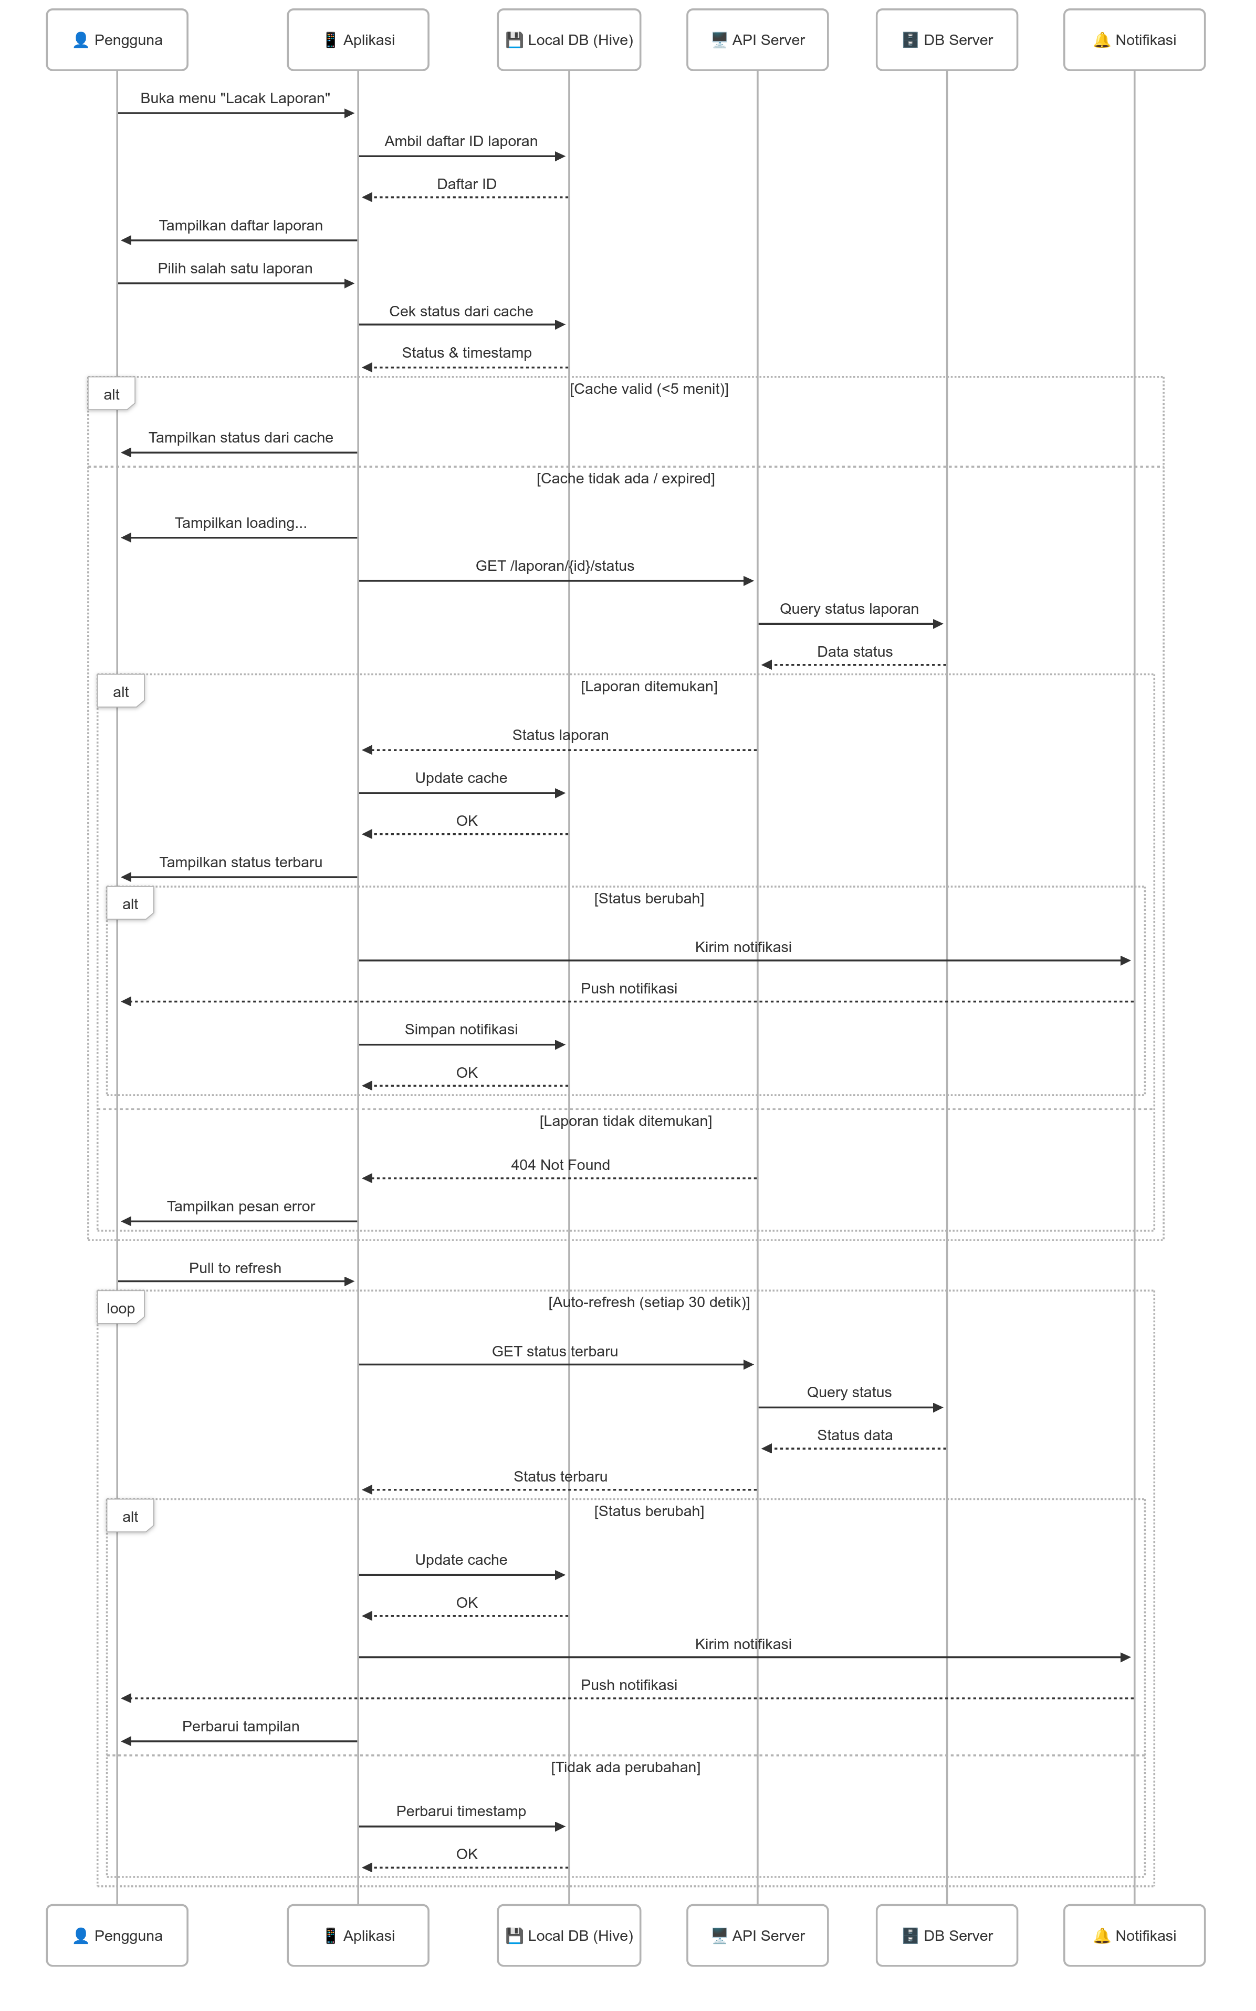 👤 Pengguna
📱 Aplikasi
💾 Local DB (Hive)
🖥️ API Server
🗄️ DB Server
🔔 Notifikasi
Buka menu "Lacak Laporan"
Ambil daftar ID laporan
Daftar ID
Tampilkan daftar laporan
Pilih salah satu laporan
Cek status dari cache
Status & timestamp
alt
[Cache valid (<5 menit)]
Tampilkan status dari cache
[Cache tidak ada / expired]
Tampilkan loading...
GET /laporan/{id}/status
Query status laporan
Data status
alt
[Laporan ditemukan]
Status laporan
Update cache
OK
Tampilkan status terbaru
alt
[Status berubah]
Kirim notifikasi
Push notifikasi
Simpan notifikasi
OK
[Laporan tidak ditemukan]
404 Not Found
Tampilkan pesan error
Pull to refresh
loop
[Auto-refresh (setiap 30 detik)]
GET status terbaru
Query status
Status data
Status terbaru
alt
[Status berubah]
Update cache
OK
Kirim notifikasi
Push notifikasi
Perbarui tampilan
[Tidak ada perubahan]
Perbarui timestamp
OK
👤 Pengguna
📱 Aplikasi
💾 Local DB (Hive)
🖥️ API Server
🗄️ DB Server
🔔 Notifikasi